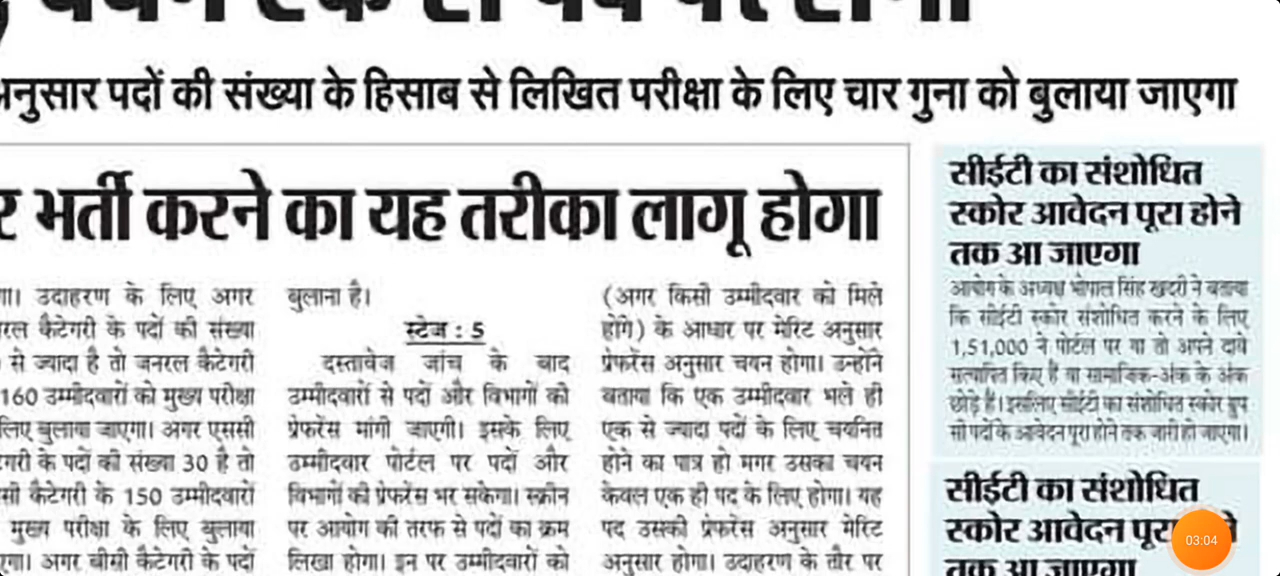 अनुसार पदों की संख्या के हिसाब से लिखित परीक्षा के लिए चार गुना को बुलाया जाएगा
भर्ती करने का यह तरीका लागू होगा
गा। उदाहरण के लिए अगर
रल कैटेगरी के पदों की संख्या
से ज्यादा है तो जनरल कैटेगरी
160 उम्मीदवारों को मुख्य परीक्षा
लिए बुलाया जाएगा। अगर एससी
गरी के पदों की संख्या 30 है तो
सी कैटेगरी के 150 उम्मीदवारों
मुख्य परीक्षा के लिए बुलाया
एगा। अगर बीसी कैटेगरी के पदों
बुलाना है।
स्टेज : 5
दस्तावेज जांच के बाद
उम्मीदवारों से पदों और विभागों की
प्रेफरेंस मांगी जाएगी। इसके लिए
उम्मीदवार पोर्टल पर पदों और
विभागों की प्रेफरेंस भर सकेगा। स्क्रीन
पर आयोग की तरफ से पदों का क्रम
लिखा होगा। इन पर उम्मीदवारों को
(अगर किसी उम्मीदवार को मिले
होंगे) के आधार पर मेरिट अनुसार
प्रेफरेंस अनुसार चयन होगा। उन्होंने
बताया कि एक उम्मीदवार भले ही
एक से ज्यादा पदों के लिए चयनित
होने का पात्र हो मगर उसका चयन
केवल एक ही पद के लिए होगा। यह
पद उसकी प्रेफरेंस अनुसार मेरिट
अनुसार होगा। उदाहरण के तौर पर
सीईटी का संशोधित
स्कोर आवेदन पूरा होने
तक आ जाएगा
आयोग के अध्यक्ष भोपाल सिंह खदरी ने बताया
कि सीईटी स्कोर संशोधित करने के लिए
1,51,000 ने पोर्टल पर या तो अपने दावे
सत्यापित किए हैं या सामाजिक-अंक के अंक
छोड़े हैं। इसलिए सीईटी का संशोधित स्कोर ग्रुप
सी पदों के आवेदन पूरा होने तक जारी हो जाएगा।
सीईटी का संशोधित
स्कोर आवेदन पूरा
तक आ जाएगा
03:04